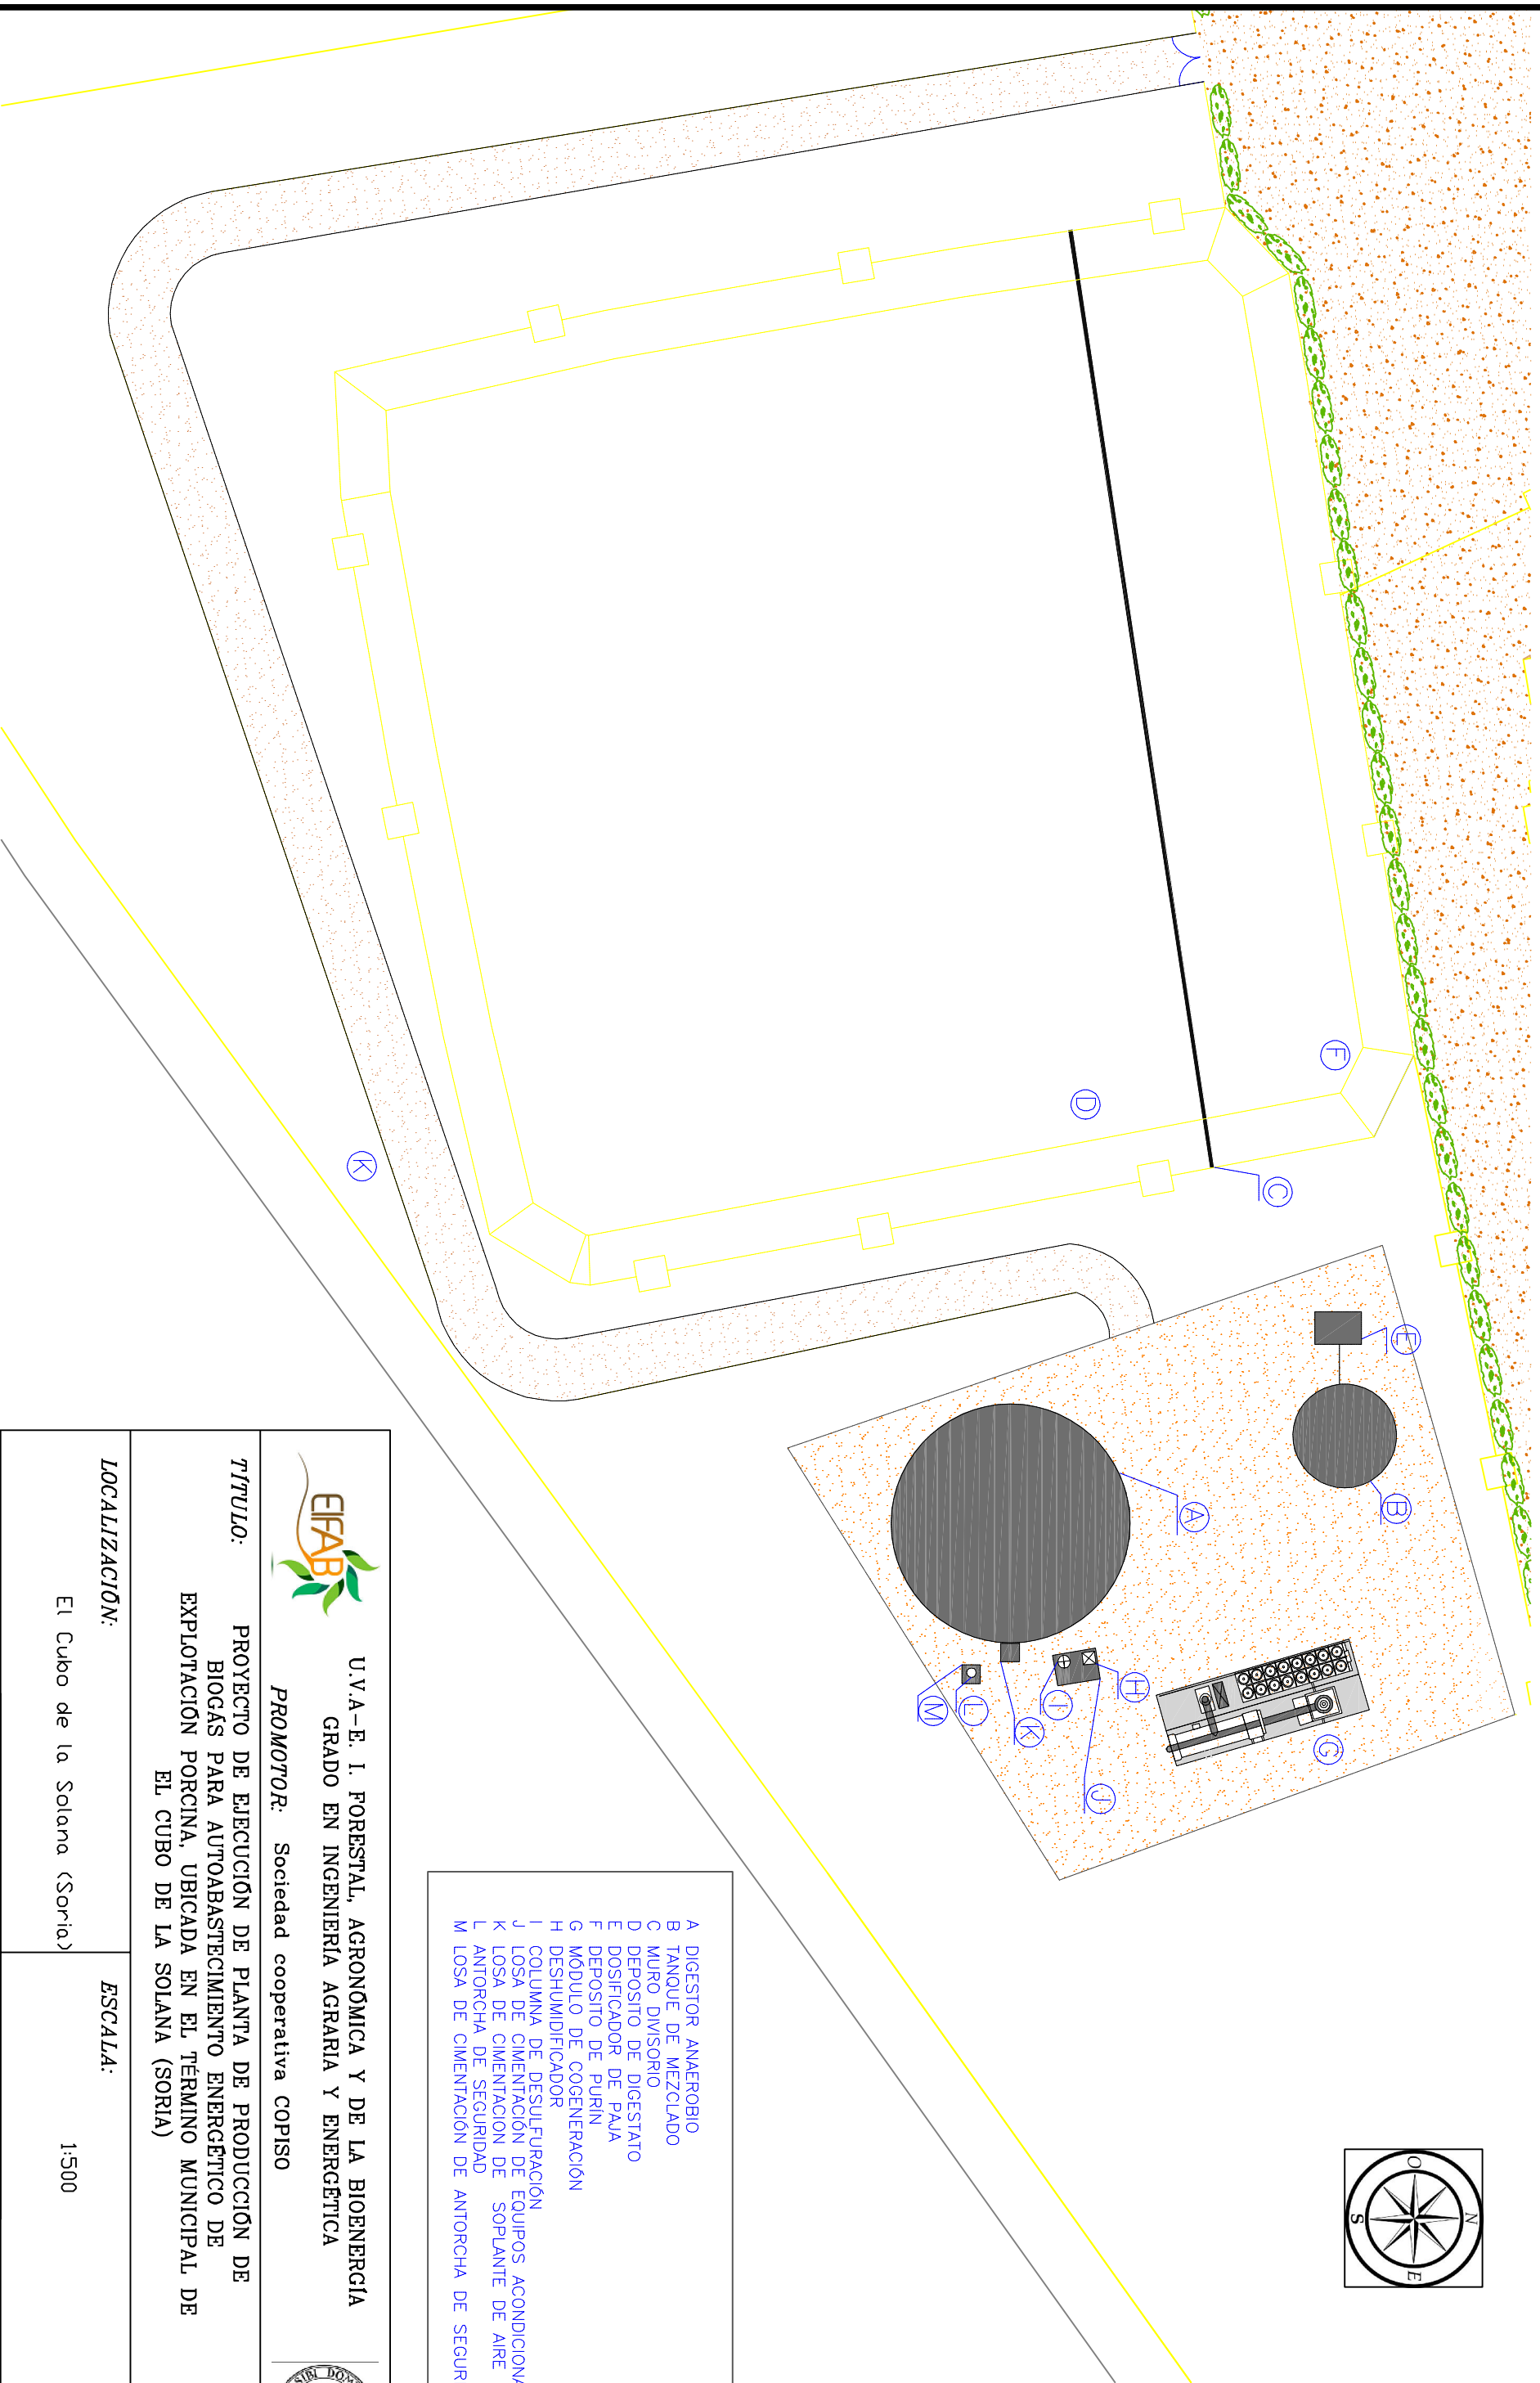 F
D
C
K
E
B
A
H
I
J
K
L
M
G
N
O
E
S
A DIGESTOR ANAEROBIO
B TANQUE DE MEZCLADO
C MURO DIVISORIO
D DEPOSITO DE DIGESTATO
E DOSIFICADOR DE PAJA
F DEPOSITO DE PURÍN
G MÓDULO DE COGENERACIÓN
H DESHUMIDIFICADOR
I COLUMNA DE DESULFURACIÓN
J LOSA DE CIMENTACIÓN DE EQUIPOS ACONDICIONA
K LOSA DE CIMENTACION DE SOPLANTE DE AIRE
L ANTORCHA DE SEGURIDAD
M LOSA DE CIMENTACIÓN DE ANTORCHA DE SEGUR
EIFAB
U.V.A-E. I. FORESTAL, AGRONÓMICA Y DE LA BIOENERGÍA
GRADO EN INGENIERÍA AGRARIA Y ENERGÉTICA
PROMOTOR: Sociedad cooperativa COPISO
TÍTULO: PROYECTO DE EJECUCIÓN DE PLANTA DE PRODUCCIÓN DE
BIOGÁS PARA AUTOABASTECIMIENTO ENERGÉTICO DE
EXPLOTACIÓN PORCINA, UBICADA EN EL TÉRMINO MUNICIPAL DE
EL CUBO DE LA SOLANA (SORIA)
LOCALIZACIÓN:
El Cubo de la Solana (Soria)
ESCALA:
1:500